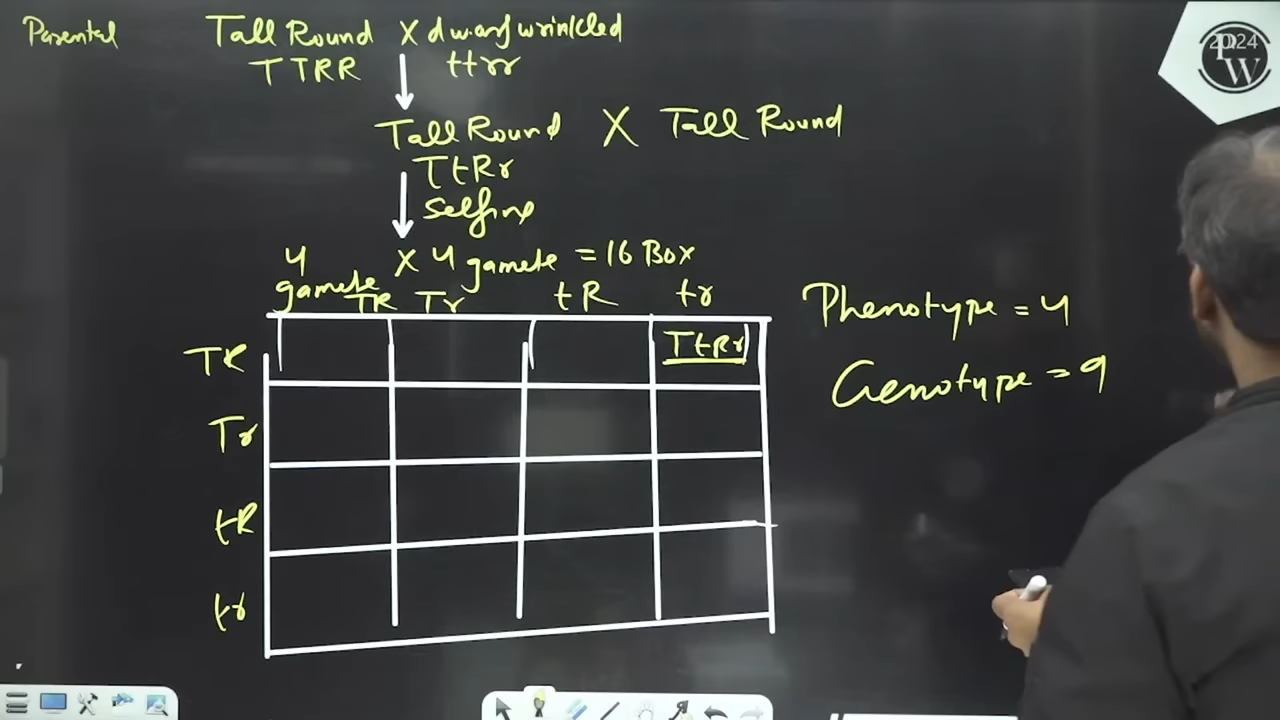 Parental Tall Round X dwarf wrinkled
TTRR ttrr
Tall Round X Tall Round
TtRr
Selfing
4 gamete X 4 gamete = 16 Box
TR Tr tR tr
TR TtRr
Tr
tR
tr
Phenotype = 4
Genotype = 9
2024
PW